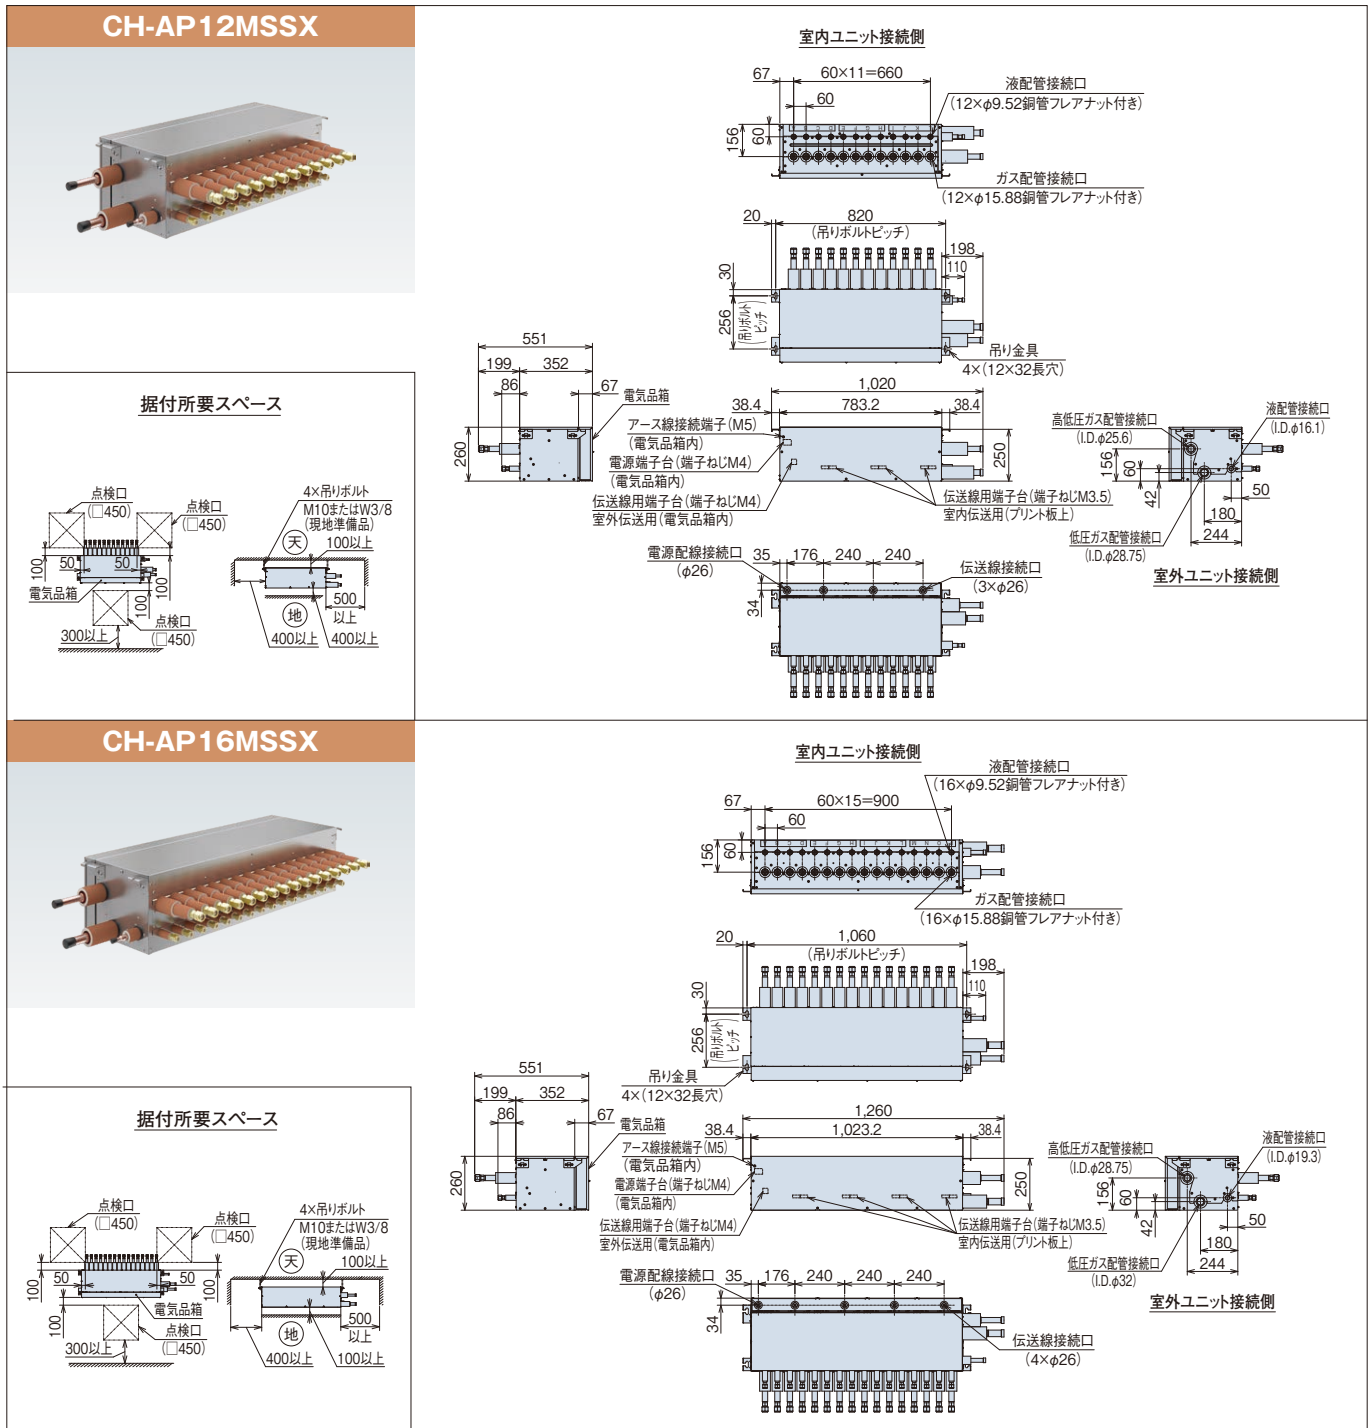 CH-AP12MSSX
室内ユニット接続側
67
60×11=660
60
液配管接続口
(12×φ9.52銅管フレアナット付き)
156
60
ガス配管接続口
(12×φ15.88銅管フレアナット付き)
20
820
(吊りボルトピッチ)
198
110
30
256
(吊りボルトピッチ)
吊り金具
4×(12×32長穴)
551
199
352
86
67
電気品箱
260
1,020
38.4
783.2
38.4
アース線接続端子(M5)
(電気品箱内)
電源端子台(端子ねじM4)
(電気品箱内)
伝送線用端子台(端子ねじM4)
室外伝送用(電気品箱内)
250
伝送線用端子台(端子ねじM3.5)
室内伝送用(プリント板上)
高低圧ガス配管接続口
(I.D.φ25.6)
液配管接続口
(I.D.φ16.1)
156
60
42
50
180
244
低圧ガス配管接続口
(I.D.φ28.75)
室外ユニット接続側
電源配線接続口
(φ26)
35
176
240
240
伝送線接続口
(3×φ26)
34
据付所要スペース
点検口
(□450)
点検口
(□450)
100
50
50
100
電気品箱
100
点検口
(□450)
300以上
4×吊りボルト
M10またはW3/8
(現地準備品)
天
100以上
地
500
以上
400以上
400以上
CH-AP16MSSX
室内ユニット接続側
67
60×15=900
60
液配管接続口
(16×φ9.52銅管フレアナット付き)
156
60
ガス配管接続口
(16×φ15.88銅管フレアナット付き)
20
1,060
(吊りボルトピッチ)
198
110
30
256
(吊りボルトピッチ)
吊り金具
4×(12×32長穴)
551
199
352
86
67
電気品箱
260
1,260
38.4
1,023.2
38.4
アース線接続端子(M5)
(電気品箱内)
電源端子台(端子ねじM4)
(電気品箱内)
伝送線用端子台(端子ねじM4)
室外伝送用(電気品箱内)
250
伝送線用端子台(端子ねじM3.5)
室内伝送用(プリント板上)
高低圧ガス配管接続口
(I.D.φ28.75)
液配管接続口
(I.D.φ19.3)
156
60
42
50
180
244
低圧ガス配管接続口
(I.D.φ32)
室外ユニット接続側
電源配線接続口
(φ26)
35
176
240
240
240
34
伝送線接続口
(4×φ26)
据付所要スペース
点検口
(□450)
点検口
(□450)
100
50
50
100
電気品箱
100
点検口
(□450)
300以上
4×吊りボルト
M10またはW3/8
(現地準備品)
天
100以上
地
500
以上
400以上
100以上